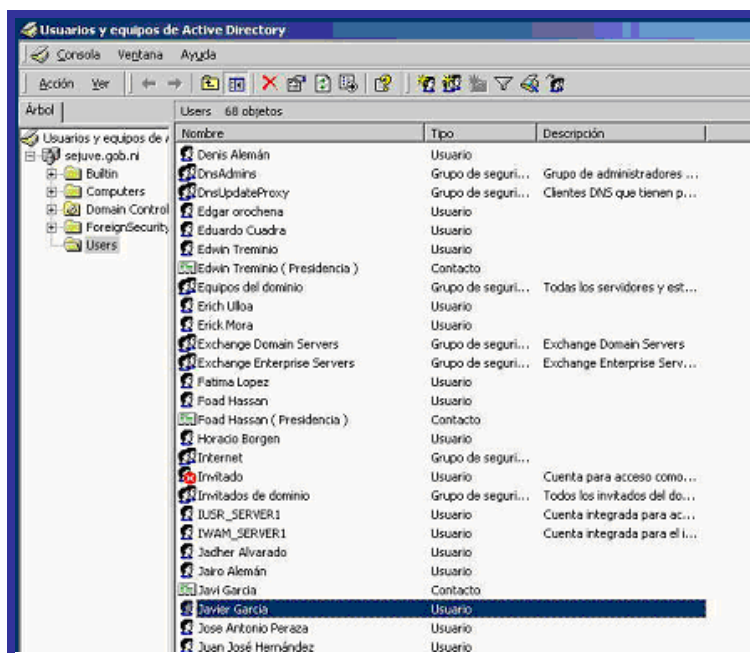 Usuarios y equipos de Active Directory
Consola Ventana Ayuda
Acción Ver
Árbol
Users 68 objetos
Usuarios y equipos de
sejuve.gob.ni
Builtin
Computers
Domain Control
ForeignSecurity
Users
Nombre Tipo Descripción
Denis Alemán Usuario
DnsAdmins Grupo de seguri... Grupo de administradores ...
DnsUpdateProxy Grupo de seguri... Clientes DNS que tienen p...
Edgar orochena Usuario
Eduardo Cuadra Usuario
Edwin Treminio Usuario
Edwin Treminio ( Presidencia ) Contacto
Equipos del dominio Grupo de seguri... Todas los servidores y est...
Erich Ulloa Usuario
Erick Mora Usuario
Exchange Domain Servers Grupo de seguri... Exchange Domain Servers
Exchange Enterprise Servers Grupo de seguri... Exchange Enterprise Serv...
Fatima Lopez Usuario
Foad Hassan Usuario
Foad Hassan ( Presidencia ) Contacto
Horacio Borgen Usuario
Internet Grupo de seguri...
Invitado Usuario Cuenta para acceso como...
Invitados de dominio Grupo de seguri... Todos los invitados del do...
IUSR_SERVER1 Usuario Cuenta integrada para ac...
IWAM_SERVER1 Usuario Cuenta integrada para el i...
Jadher Alvarado Usuario
Jairo Alemán Usuario
Javi Garcia Contacto
Javier Garcia Usuario
Jose Antonio Peraza Usuario
Juan José Hernández Usuario